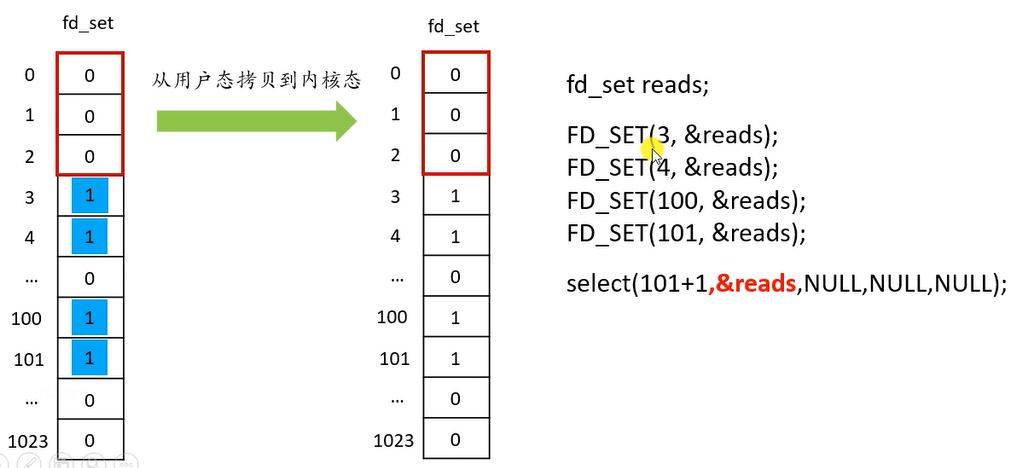 fd_set
0 0
1 0
2 0
3 1
4 1
... 0
100 1
101 1
... 0
1023 0
从用户态拷贝到内核态
fd_set
0 0
1 0
2 0
3 1
4 1
... 0
100 1
101 1
... 0
1023 0
fd_set reads;
FD_SET(3, &reads);
FD_SET(4, &reads);
FD_SET(100, &reads);
FD_SET(101, &reads);
select(101+1,&reads,NULL,NULL,NULL);